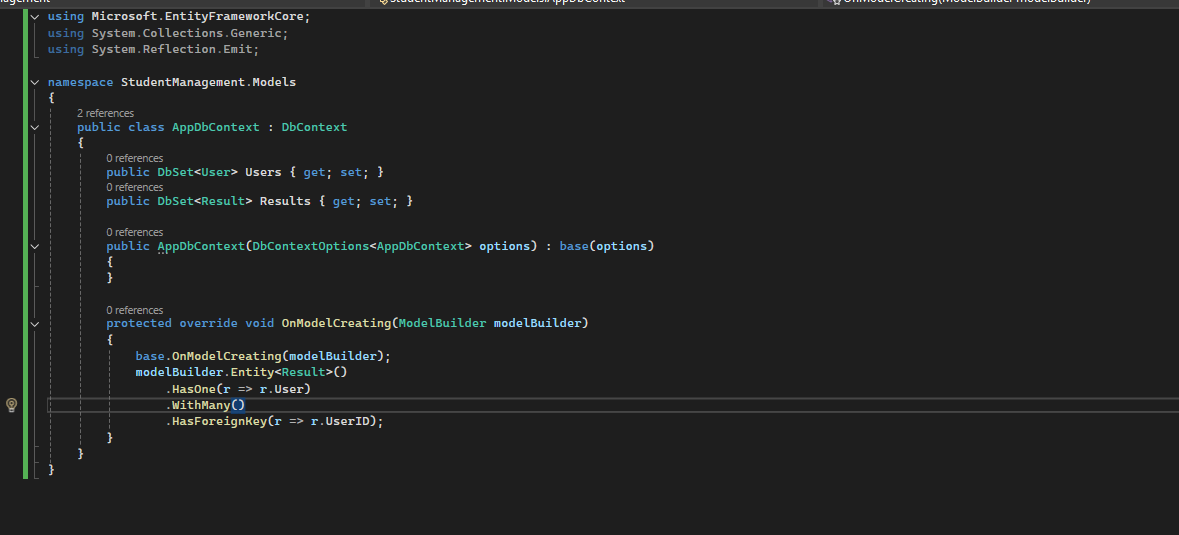 using Microsoft.EntityFrameworkCore;
using System.Collections.Generic;
using System.Reflection.Emit;
namespace StudentManagement.Models
{
2 references
public class AppDbContext : DbContext
{
0 references
public DbSet<User> Users { get; set; }
0 references
public DbSet<Result> Results { get; set; }
0 references
public AppDbContext(DbContextOptions<AppDbContext> options) : base(options)
{
}
0 references
protected override void OnModelCreating(ModelBuilder modelBuilder)
{
base.OnModelCreating(modelBuilder);
modelBuilder.Entity<Result>()
.HasOne(r => r.User)
.WithMany()
.HasForeignKey(r => r.UserID);
}
}
}